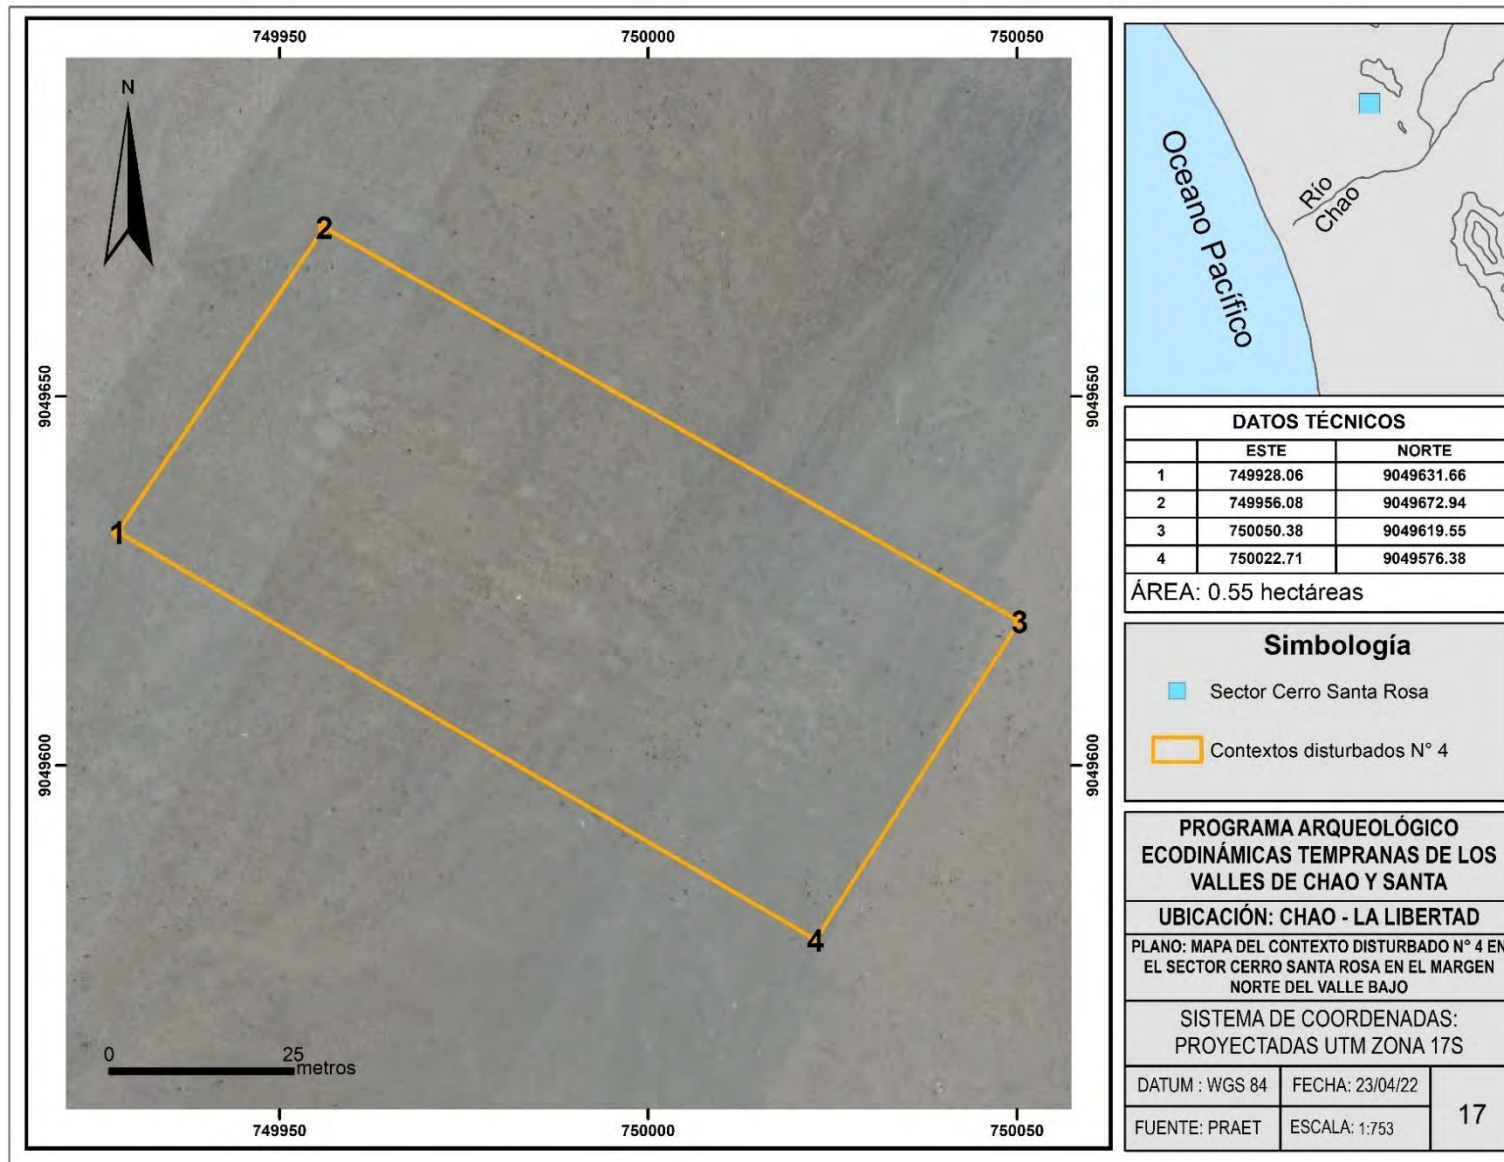 749950
750000
750050
N
2
9049650
9049650
1
3
9049600
9049600
4
0
25
metros
749950
750000
750050
Oceano Pacífico
Río
Chao
DATOS TÉCNICOS
ESTE NORTE
1 749928.06 9049631.66
2 749956.08 9049672.94
3 750050.38 9049619.55
4 750022.71 9049576.38
ÁREA: 0.55 hectáreas
Simbología
Sector Cerro Santa Rosa
Contextos disturbados N° 4
PROGRAMA ARQUEOLÓGICO
ECODINÁMICAS TEMPRANAS DE LOS
VALLES DE CHAO Y SANTA
UBICACIÓN: CHAO - LA LIBERTAD
PLANO: MAPA DEL CONTEXTO DISTURBADO N° 4 EN
EL SECTOR CERRO SANTA ROSA EN EL MARGEN
NORTE DEL VALLE BAJO
SISTEMA DE COORDENADAS:
PROYECTADAS UTM ZONA 17S
DATUM : WGS 84 FECHA: 23/04/22
17
FUENTE: PRAET ESCALA: 1:753